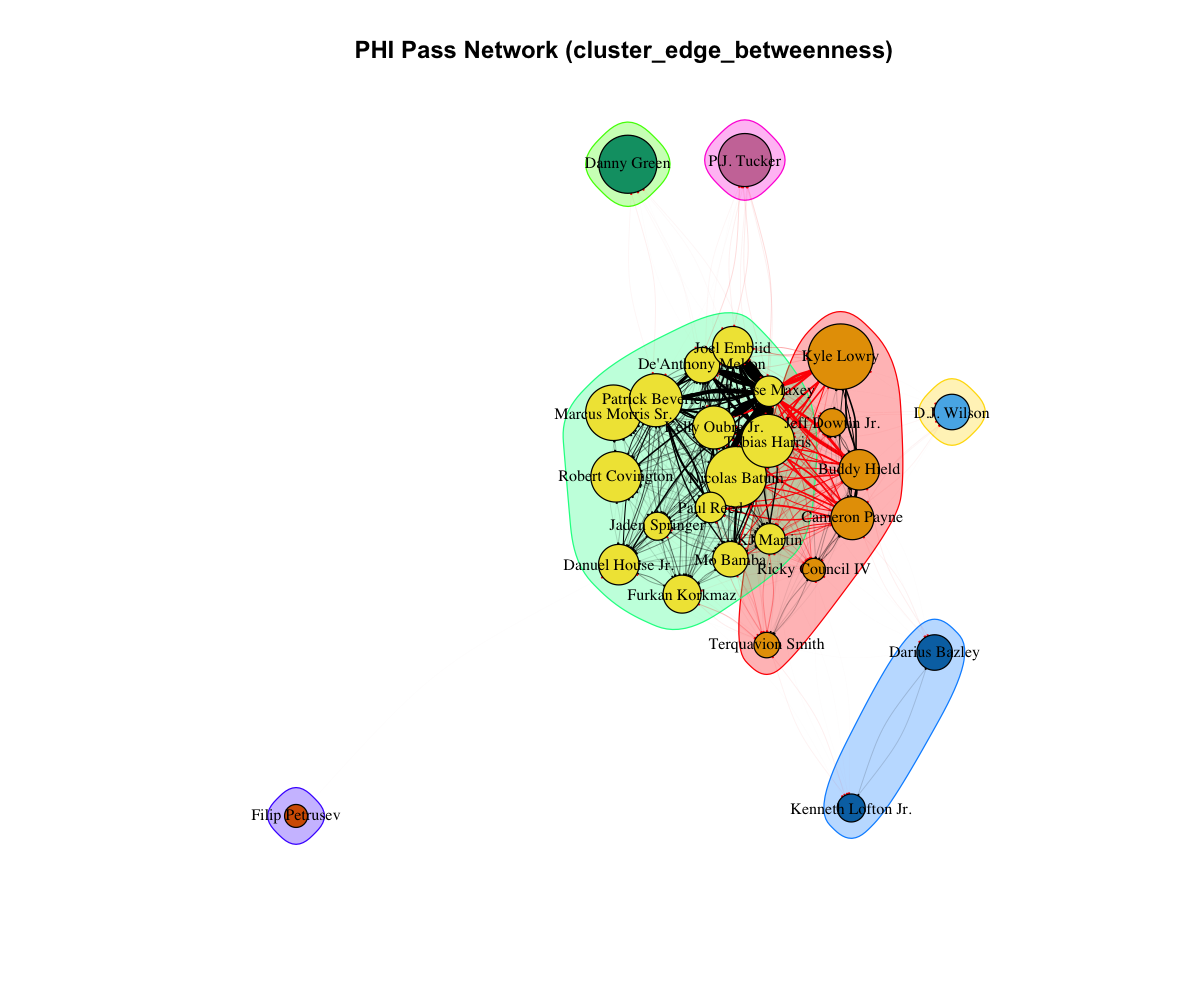 PHI Pass Network (cluster_edge_betweenness)
Danny Green
P.J. Tucker
Joel Embiid
Kyle Lowry
De'Anthony Melton
Maxey
Patrick Beverley
Marcus Morris Sr.
D.J. Wilson
Kelly Oubre Jr.
Jeff Dowtin Jr.
Tobias Harris
Buddy Hield
Robert Covington
Nicolas Batum
Paul Reed
Cameron Payne
Jaden Springer
KJ Martin
Mo Bamba
Danuel House Jr.
Ricky Council IV
Furkan Korkmaz
Terquavion Smith
Darius Bazley
Kenneth Lofton Jr.
Filip Petrusev